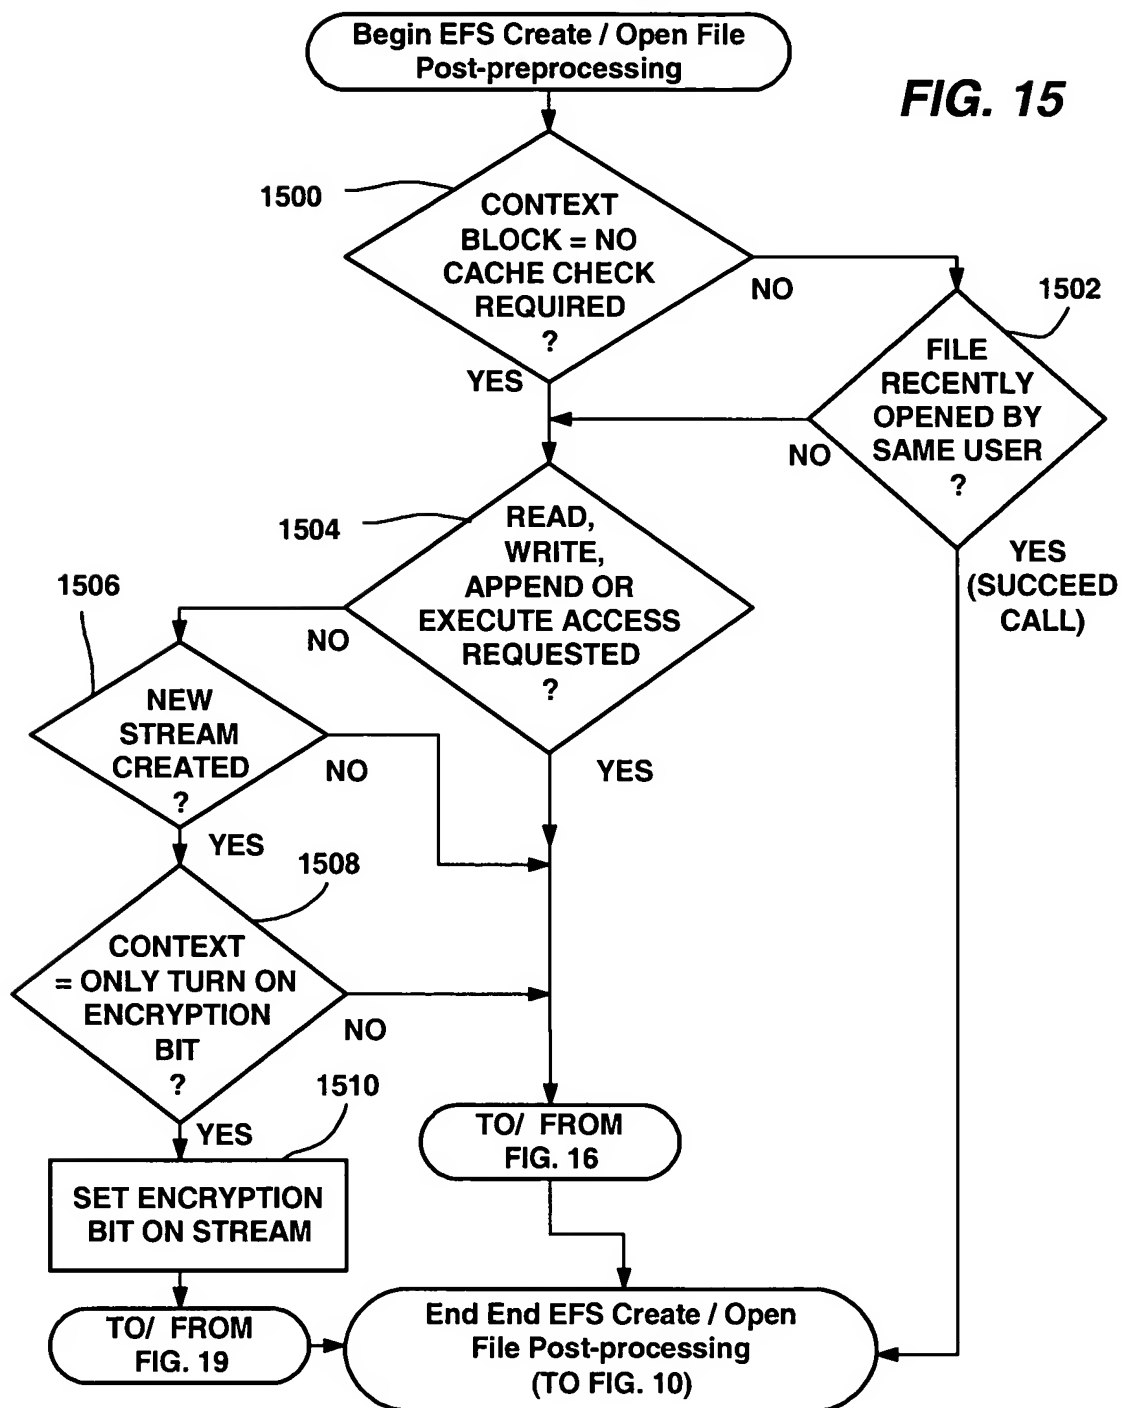 Begin EFS Create / Open File
Post-preprocessing
FIG. 15
1500
CONTEXT
BLOCK = NO
CACHE CHECK
REQUIRED
?
NO
YES
1502
FILE
RECENTLY
OPENED BY
SAME USER
?
NO
YES
(SUCCEED
CALL)
1504
READ,
WRITE,
APPEND OR
EXECUTE ACCESS
REQUESTED
?
NO
YES
1506
NEW
STREAM
CREATED
?
NO
YES
1508
CONTEXT
= ONLY TURN ON
ENCRYPTION
BIT
?
NO
YES
1510
SET ENCRYPTION
BIT ON STREAM
TO/ FROM
FIG. 16
TO/ FROM
FIG. 19
End End EFS Create / Open
File Post-processing
(TO FIG. 10)